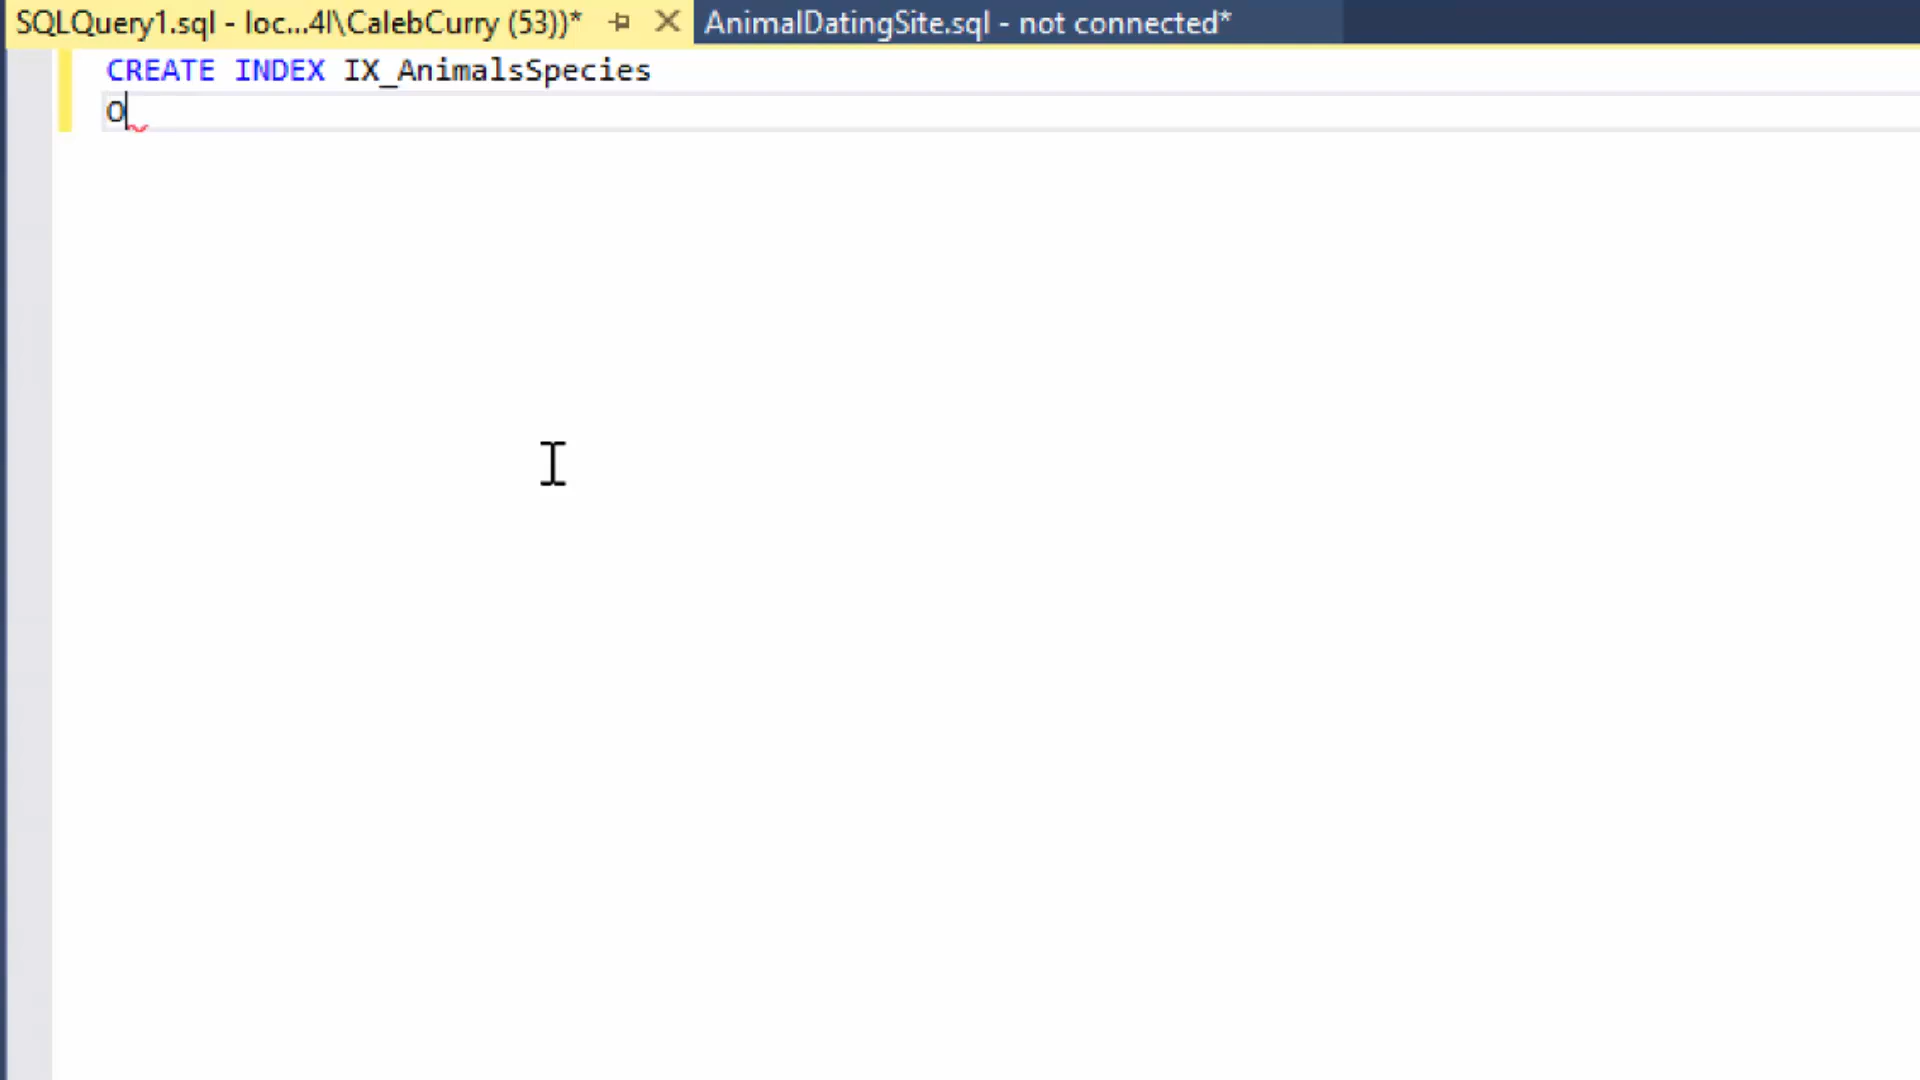 SQLQuery1.sql - loc...4l\CalebCurry (53))*
AnimalDatingSite.sql - not connected*
CREATE INDEX IX_AnimalsSpecies
O